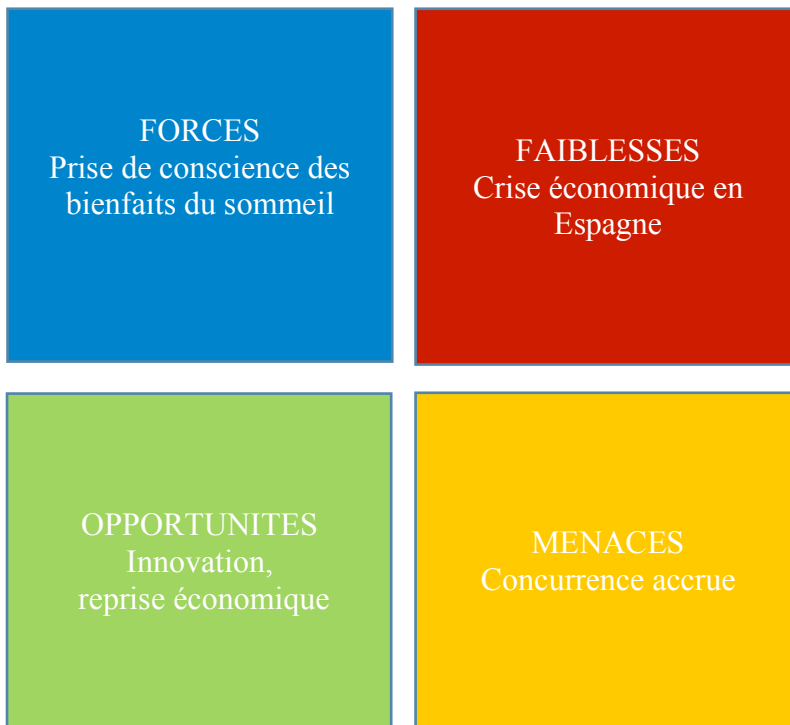 FORCES
Prise de conscience des
bienfaits du sommeil
FAIBLESSES
Crise économique en
Espagne
OPPORTUNITES
Innovation,
reprise économique
MENACES
Concurrence accrue